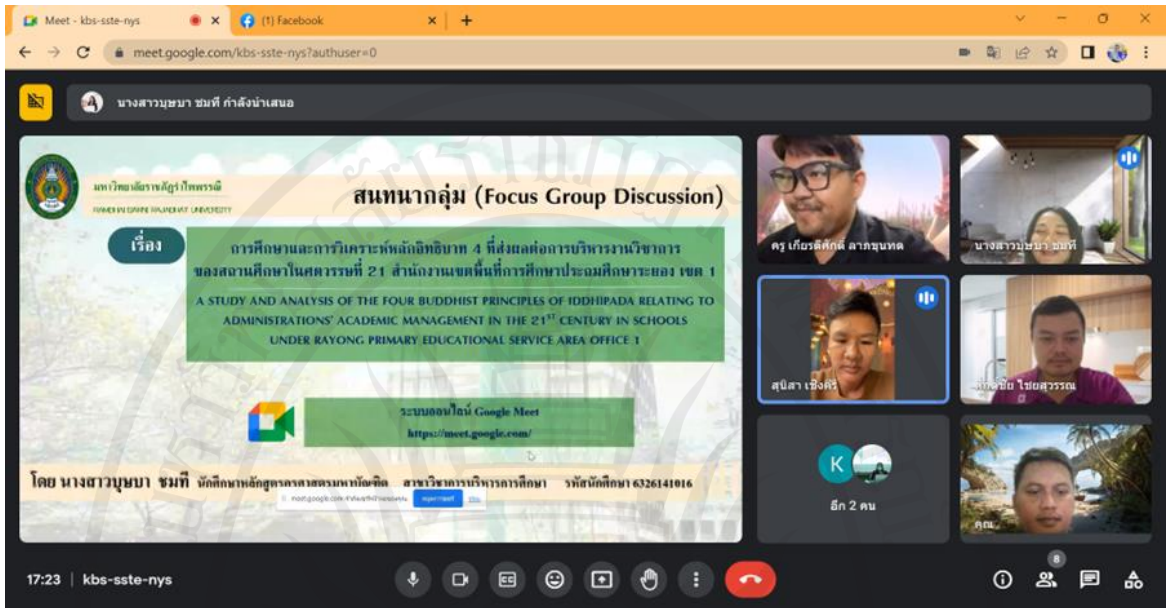 Meet - kbs-sste-nys
(1) Facebook
meet.google.com/kbs-sste-nys?authuser=0
นางสาวบุษบา ชมที กำลังนำเสนอ
มหาวิทยาลัยราชภัฏรำไพพรรณี
RAMBHAI BARNI RAJABHAT UNIVERSITY
สนทนากลุ่ม (Focus Group Discussion)
เรื่อง
การศึกษาและการวิเคราะห์หลักอิทธิบาท 4 ที่ส่งผลต่อการบริหารงานวิชาการ
ของสถานศึกษาในศตวรรษที่ 21 สำนักงานเขตพื้นที่การศึกษาประถมศึกษาระยอง เขต 1
A STUDY AND ANALYSIS OF THE FOUR BUDDHIST PRINCIPLES OF IDDHIPADA RELATING TO
ADMINISTRATIONS' ACADEMIC MANAGEMENT IN THE 21ST CENTURY IN SCHOOLS
UNDER RAYONG PRIMARY EDUCATIONAL SERVICE AREA OFFICE 1
ระบบออนไลน์ Google Meet
https://meet.google.com/
โดย นางสาวบุษบา ชมที นักศึกษาหลักสูตรครุศาสตรมหาบัณฑิต สาขาวิชาการบริหารการศึกษา รหัสนักศึกษา 6326141016
ครู เกียรติศักดิ์ ลาภขุนทด
นางสาวบุษบา ชมที
สุนิสา เชิงคีรี
ไชยสุวรรณ
K
อีก 2 คน
คุณ
17:23 | kbs-sste-nys
8